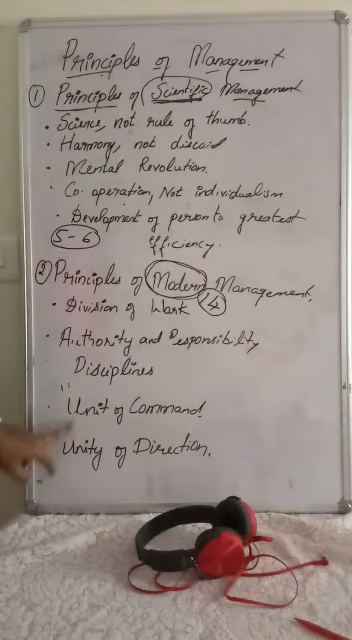 Principles of Management
① Principles of Scientific Management
• Science, not rule of thumb.
• Harmony, not discard
• Mental Revolution.
• Co. operation, Not individualism
• Development of person to greatest
5-6 Efficiency.
② Principles of Modern Management.
• Division of Work 14
• Authority and Responsibility
Disciplines
• Unit of Command.
Unity of Direction.